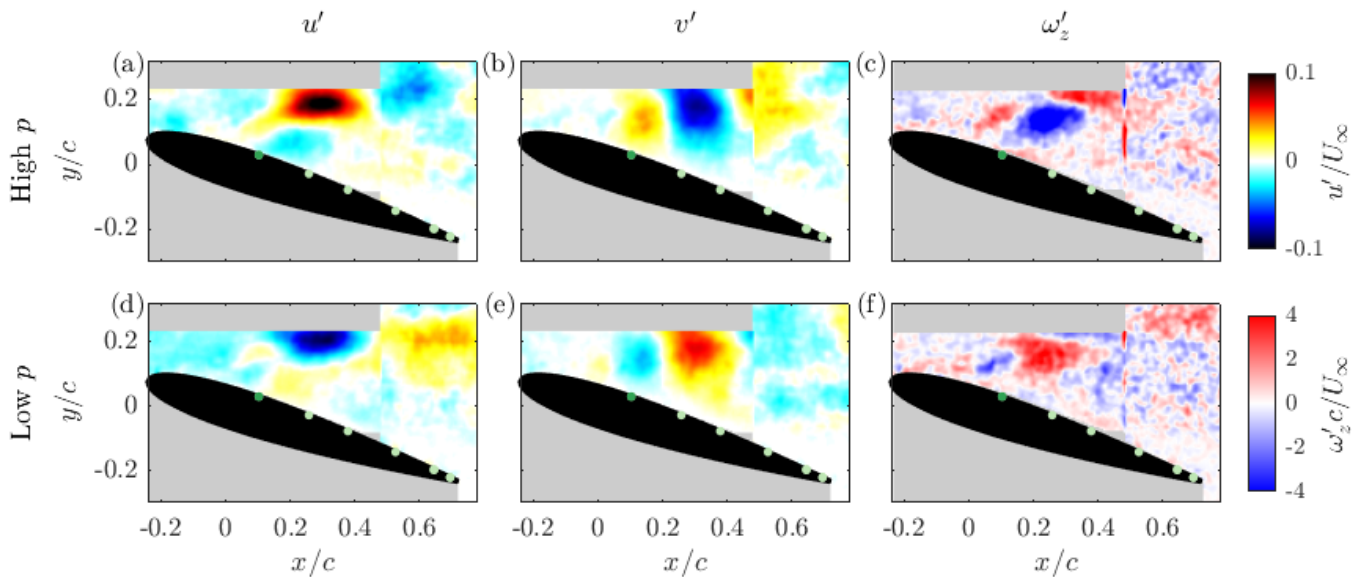 u′ v′ ω′z
(a) (b) (c)
High p
y/c
0.2
0
-0.2
0.1
0
-0.1
u′/U∞
(d) (e) (f)
Low p
y/c
0.2
0
-0.2
4
2
0
-2
-4
ω′z c/U∞
-0.2 0 0.2 0.4 0.6 -0.2 0 0.2 0.4 0.6 -0.2 0 0.2 0.4 0.6
x/c x/c x/c